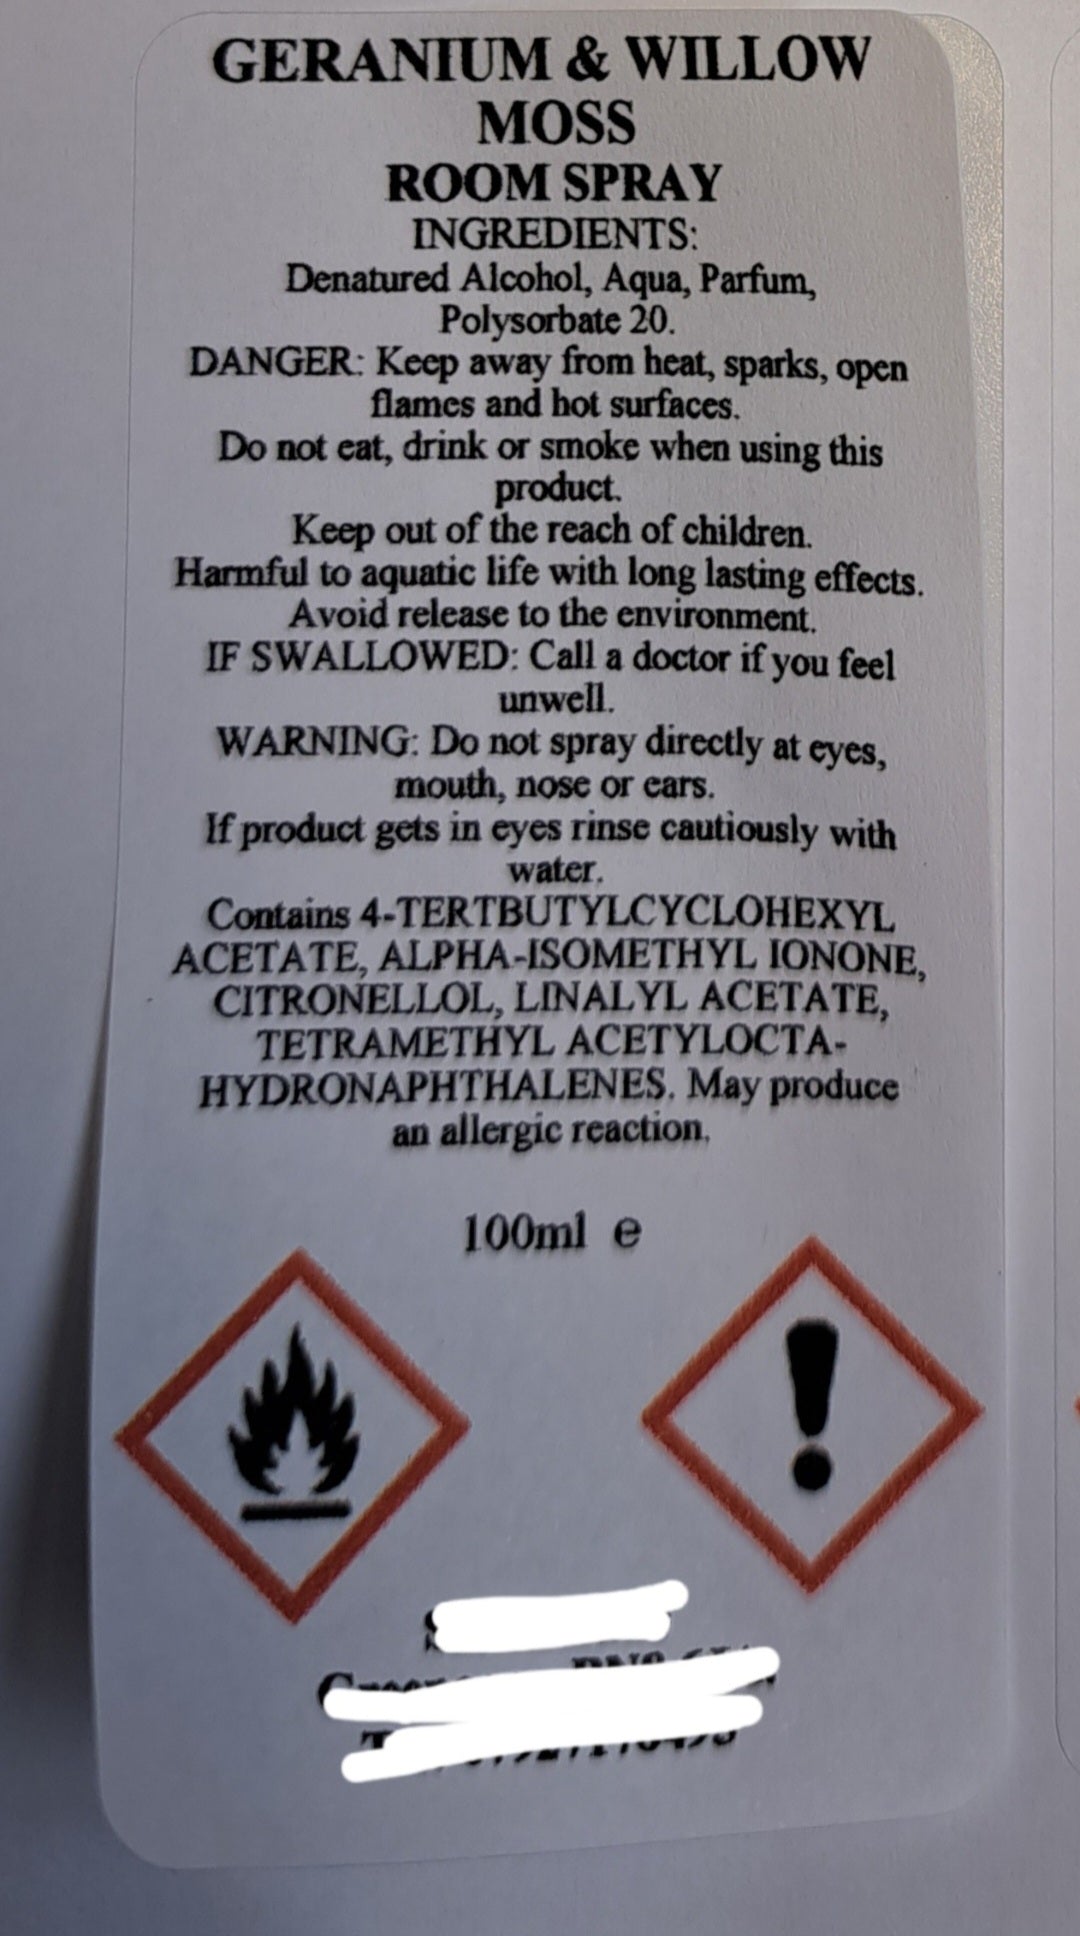 GERANIUM & WILLOW
MOSS
ROOM SPRAY
INGREDIENTS:
Denatured Alcohol, Aqua, Parfum,
Polysorbate 20.
DANGER: Keep away from heat, sparks, open
flames and hot surfaces.
Do not eat, drink or smoke when using this
product.
Keep out of the reach of children.
Harmful to aquatic life with long lasting effects.
Avoid release to the environment.
IF SWALLOWED: Call a doctor if you feel
unwell.
WARNING: Do not spray directly at eyes,
mouth, nose or ears.
If product gets in eyes rinse cautiously with
water.
Contains 4-TERTBUTYLCYCLOHEXYL
ACETATE, ALPHA-ISOMETHYL IONONE,
CITRONELLOL, LINALYL ACETATE,
TETRAMETHYL ACETYLOCTA-
HYDRONAPHTHALENES. May produce
an allergic reaction.
100ml e